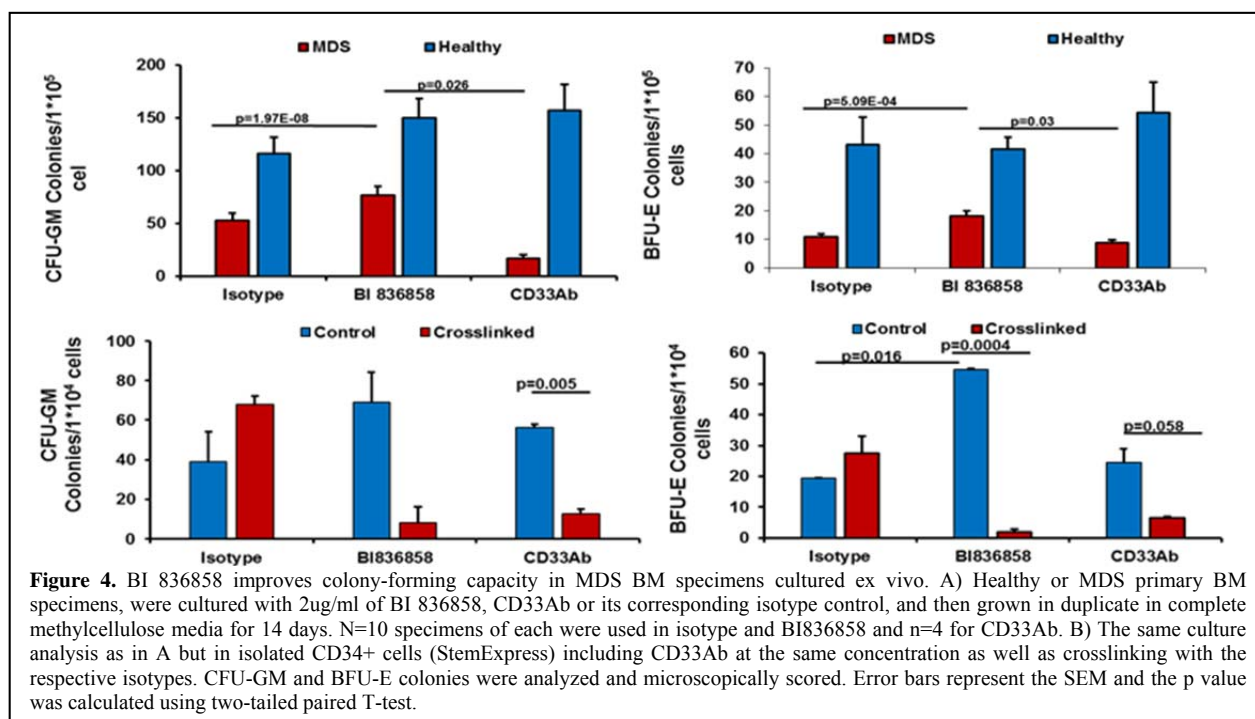 MDS Healthy
CFU-GM Colonies/1*10⁵
cel
200
150
100
50
0
p=1.97E-08
p=0.026
Isotype BI 836858 CD33Ab
MDS Healthy
BFU-E Colonies/1*10⁵
cells
70
60
50
40
30
20
10
0
p=5.09E-04
p=0.03
Isotype BI 836858 CD33Ab
Control Crosslinked
CFU-GM
Colonies/1*10⁴ cells
100
80
60
40
20
0
p=0.005
Isotype BI836858 CD33Ab
Control Crosslinked
BFU-E Colonies/1*10⁴
cells
60
50
40
30
20
10
0
p=0.016
p=0.0004
p=0.058
Isotype BI836858 CD33Ab
Figure 4. BI 836858 improves colony-forming capacity in MDS BM specimens cultured ex vivo. A) Healthy or MDS primary BM
specimens, were cultured with 2ug/ml of BI 836858, CD33Ab or its corresponding isotype control, and then grown in duplicate in complete
methylcellulose media for 14 days. N=10 specimens of each were used in isotype and BI836858 and n=4 for CD33Ab. B) The same culture
analysis as in A but in isolated CD34+ cells (StemExpress) including CD33Ab at the same concentration as well as crosslinking with the
respective isotypes. CFU-GM and BFU-E colonies were analyzed and microscopically scored. Error bars represent the SEM and the p value
was calculated using two-tailed paired T-test.